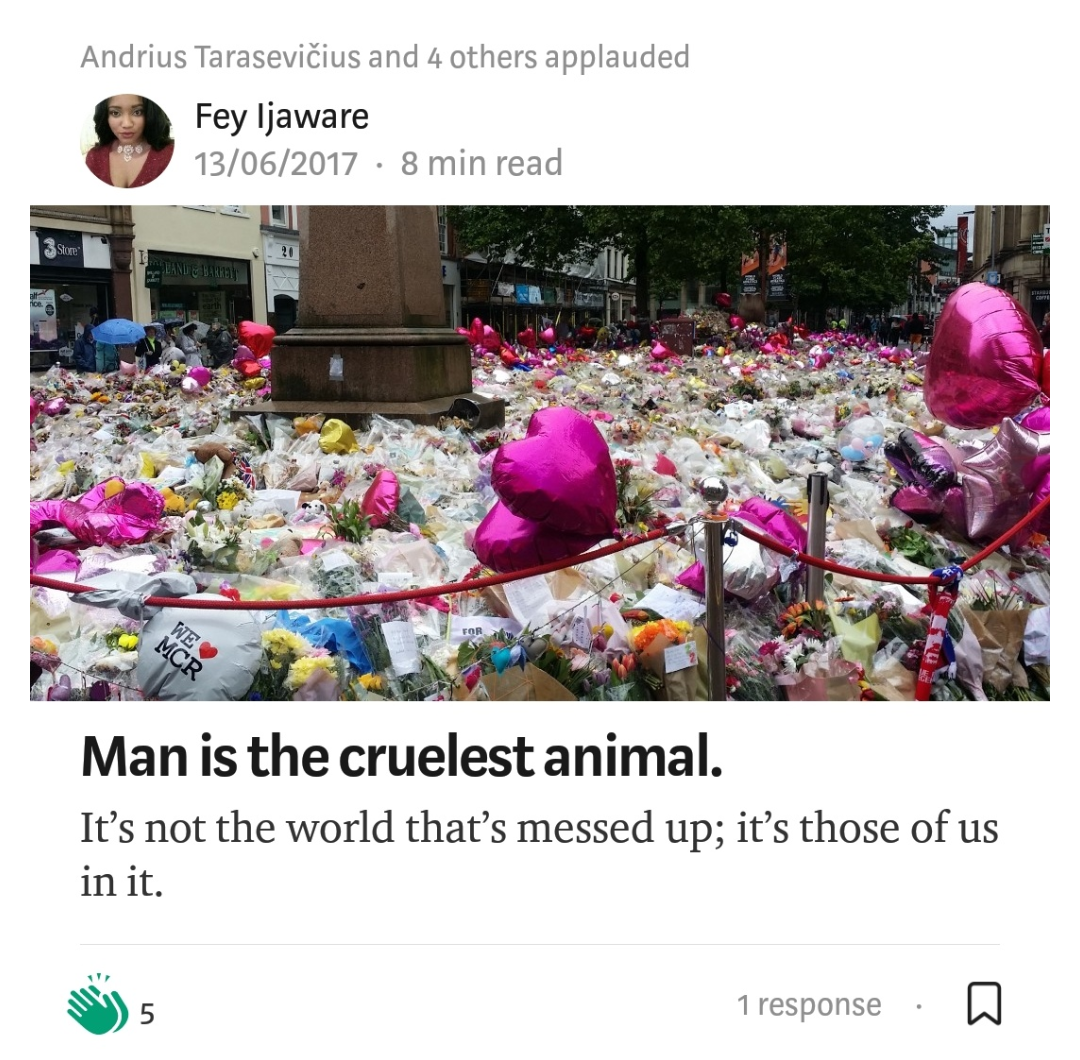 Andrius Tarasevičius and 4 others applauded
Fey Ijaware
13/06/2017 · 8 min read
3 Store
20
WE ❤
MCR
FOR
Man is the cruelest animal.
It's not the world that's messed up; it's those of us
in it.
5
1 response ·